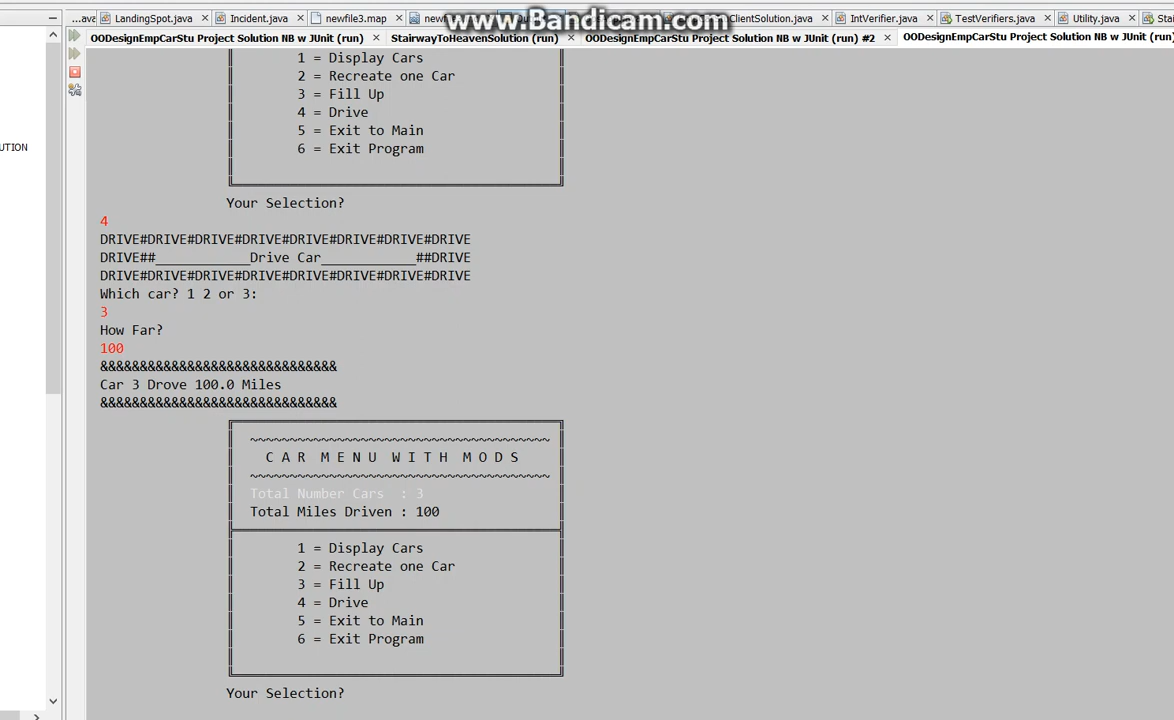 ...ava LandingSpot.java Incident.java newfile3.map ClientSolution.java IntVerifier.java TestVerifiers.java Utility.java
www.Bandicam.com
OODesignEmpCarStu Project Solution NB w JUnit (run) StairwayToHeavenSolution (run) OODesignEmpCarStu Project Solution NB w JUnit (run) #2 OODesignEmpCarStu Project Solution NB w JUnit (run)
UTION
1 = Display Cars
2 = Recreate one Car
3 = Fill Up
4 = Drive
5 = Exit to Main
6 = Exit Program
Your Selection?
4
DRIVE#DRIVE#DRIVE#DRIVE#DRIVE#DRIVE#DRIVE#DRIVE
DRIVE##____________Drive Car____________##DRIVE
DRIVE#DRIVE#DRIVE#DRIVE#DRIVE#DRIVE#DRIVE#DRIVE
Which car? 1 2 or 3:
3
How Far?
100
&&&&&&&&&&&&&&&&&&&&&&&&&&&&&&
Car 3 Drove 100.0 Miles
&&&&&&&&&&&&&&&&&&&&&&&&&&&&&&
~~~~~~~~~~~~~~~~~~~~~~~~~~~~~~~~~~~~~~
C A R  M E N U  W I T H  M O D S
~~~~~~~~~~~~~~~~~~~~~~~~~~~~~~~~~~~~~~
Total Number Cars : 3
Total Miles Driven : 100
1 = Display Cars
2 = Recreate one Car
3 = Fill Up
4 = Drive
5 = Exit to Main
6 = Exit Program
Your Selection?